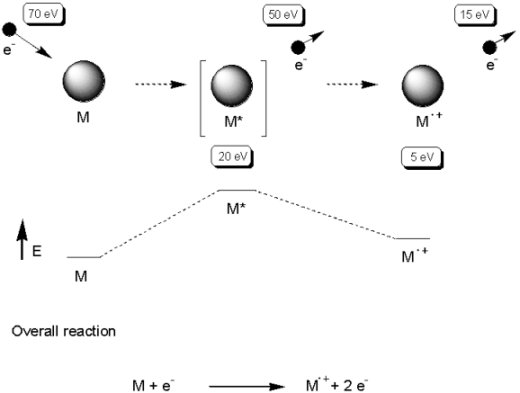 70 eV 50 eV 15 eV
e⁻ e⁻ e⁻
M M* M˙⁺
20 eV 5 eV
M*
E M˙⁺
M
Overall reaction
M + e⁻ M˙⁺ + 2 e⁻